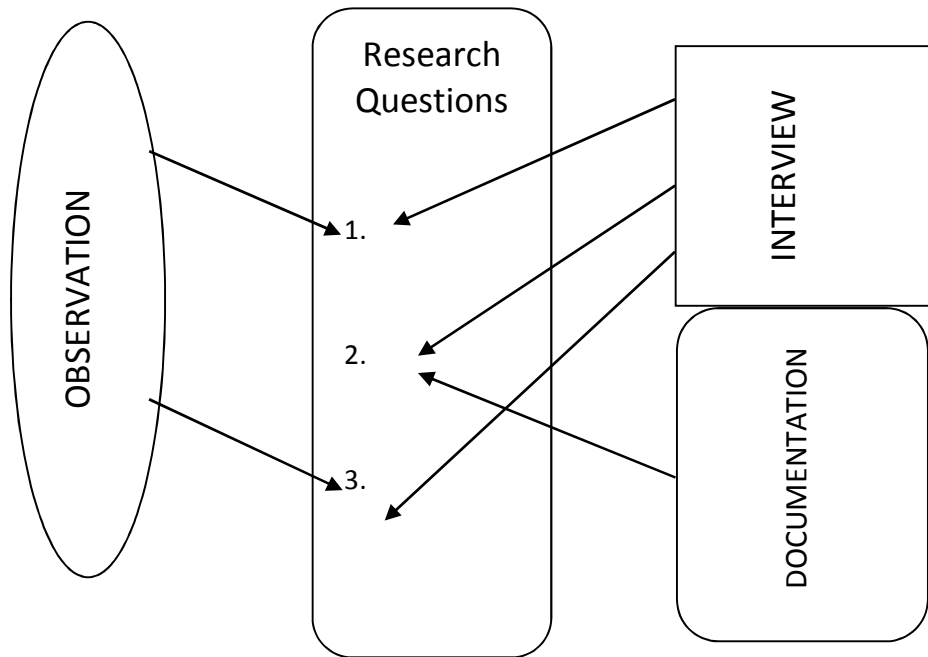 OBSERVATION
Research
Questions
1.
2.
3.
INTERVIEW
DOCUMENTATION